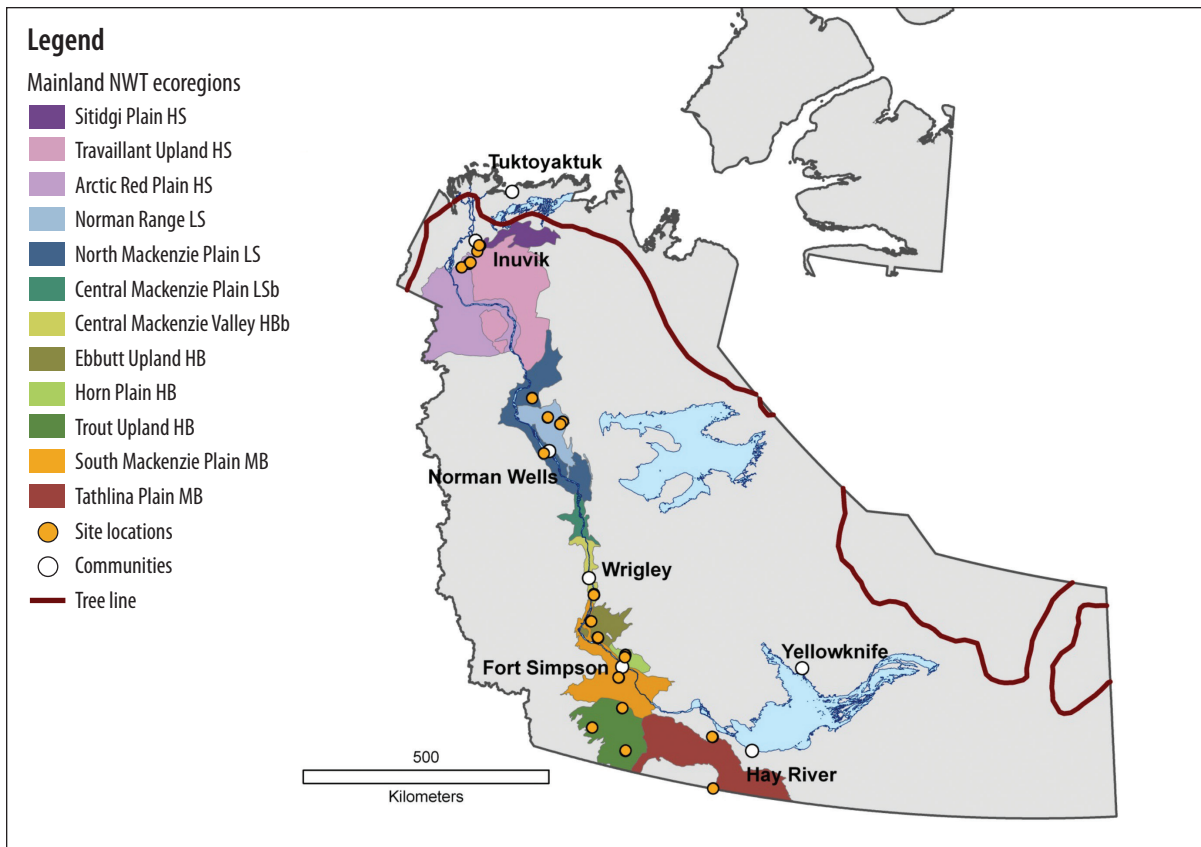 Legend
Mainland NWT ecoregions
Sitidgi Plain HS
Travaillant Upland HS
Arctic Red Plain HS
Norman Range LS
North Mackenzie Plain LS
Central Mackenzie Plain LSb
Central Mackenzie Valley HBb
Ebbutt Upland HB
Horn Plain HB
Trout Upland HB
South Mackenzie Plain MB
Tathlina Plain MB
Site locations
Communities
Tree line
Tuktoyaktuk
Inuvik
Norman Wells
Wrigley
Yellowknife
Fort Simpson
Hay River
500
Kilometers